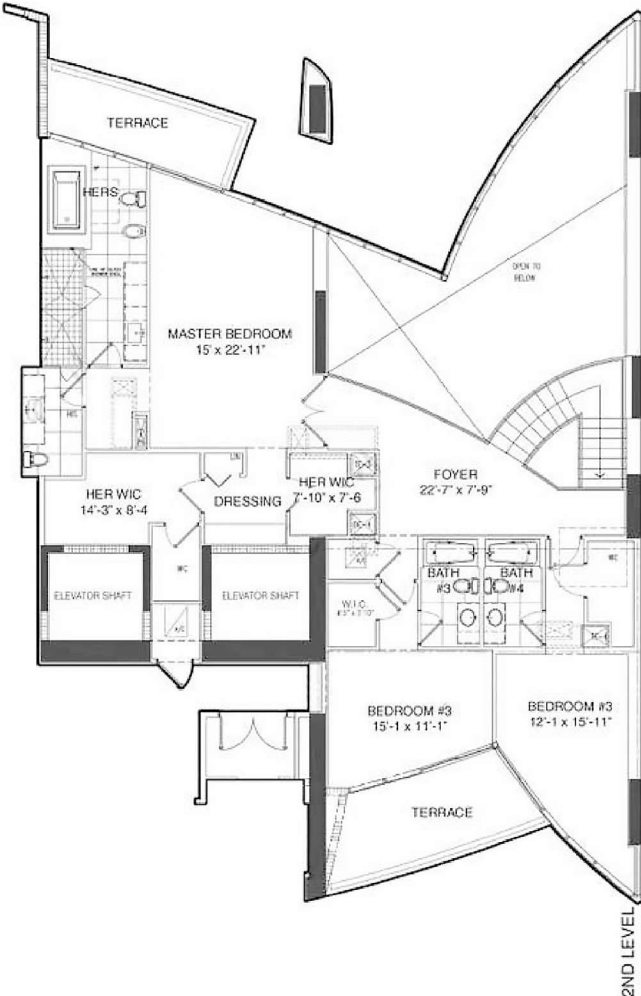 TERRACE
HERS
OPEN TO
BELOW
MASTER BEDROOM
15' x 22'-11"
HIS
HER WIC
14'-3" x 8'-4
DRESSING
HER WIC
7'-10" x 7'-6
FOYER
22'-7" x 7'-9"
ELEVATOR SHAFT
ELEVATOR SHAFT
A/C
A/C
BATH
#3
BATH
#4
W.I.C.
WIC
BEDROOM #3
15'-1 x 11'-1"
BEDROOM #3
12'-1 x 15'-11"
TERRACE
2ND LEVEL